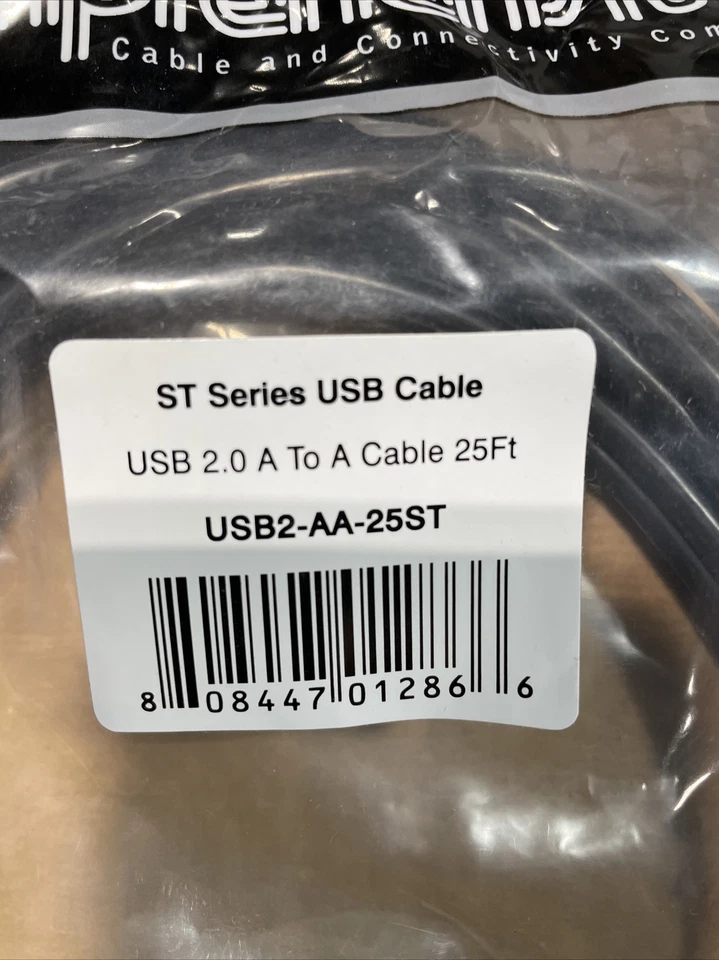 Cable and Connectivity
ST Series USB Cable
USB 2.0 A To A Cable 25Ft
USB2-AA-25ST
8 08447 01286 6